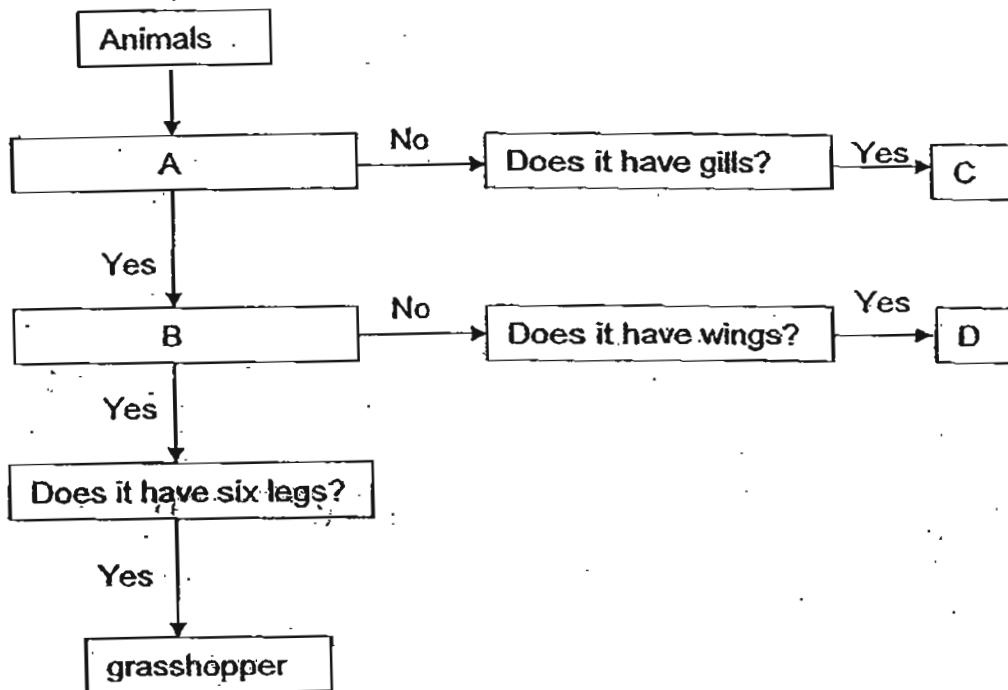 Animals
A
No
Does it have gills?
Yes
C
Yes
B
No
Does it have wings?
Yes
D
Yes
Does it have six legs?
Yes
grasshopper